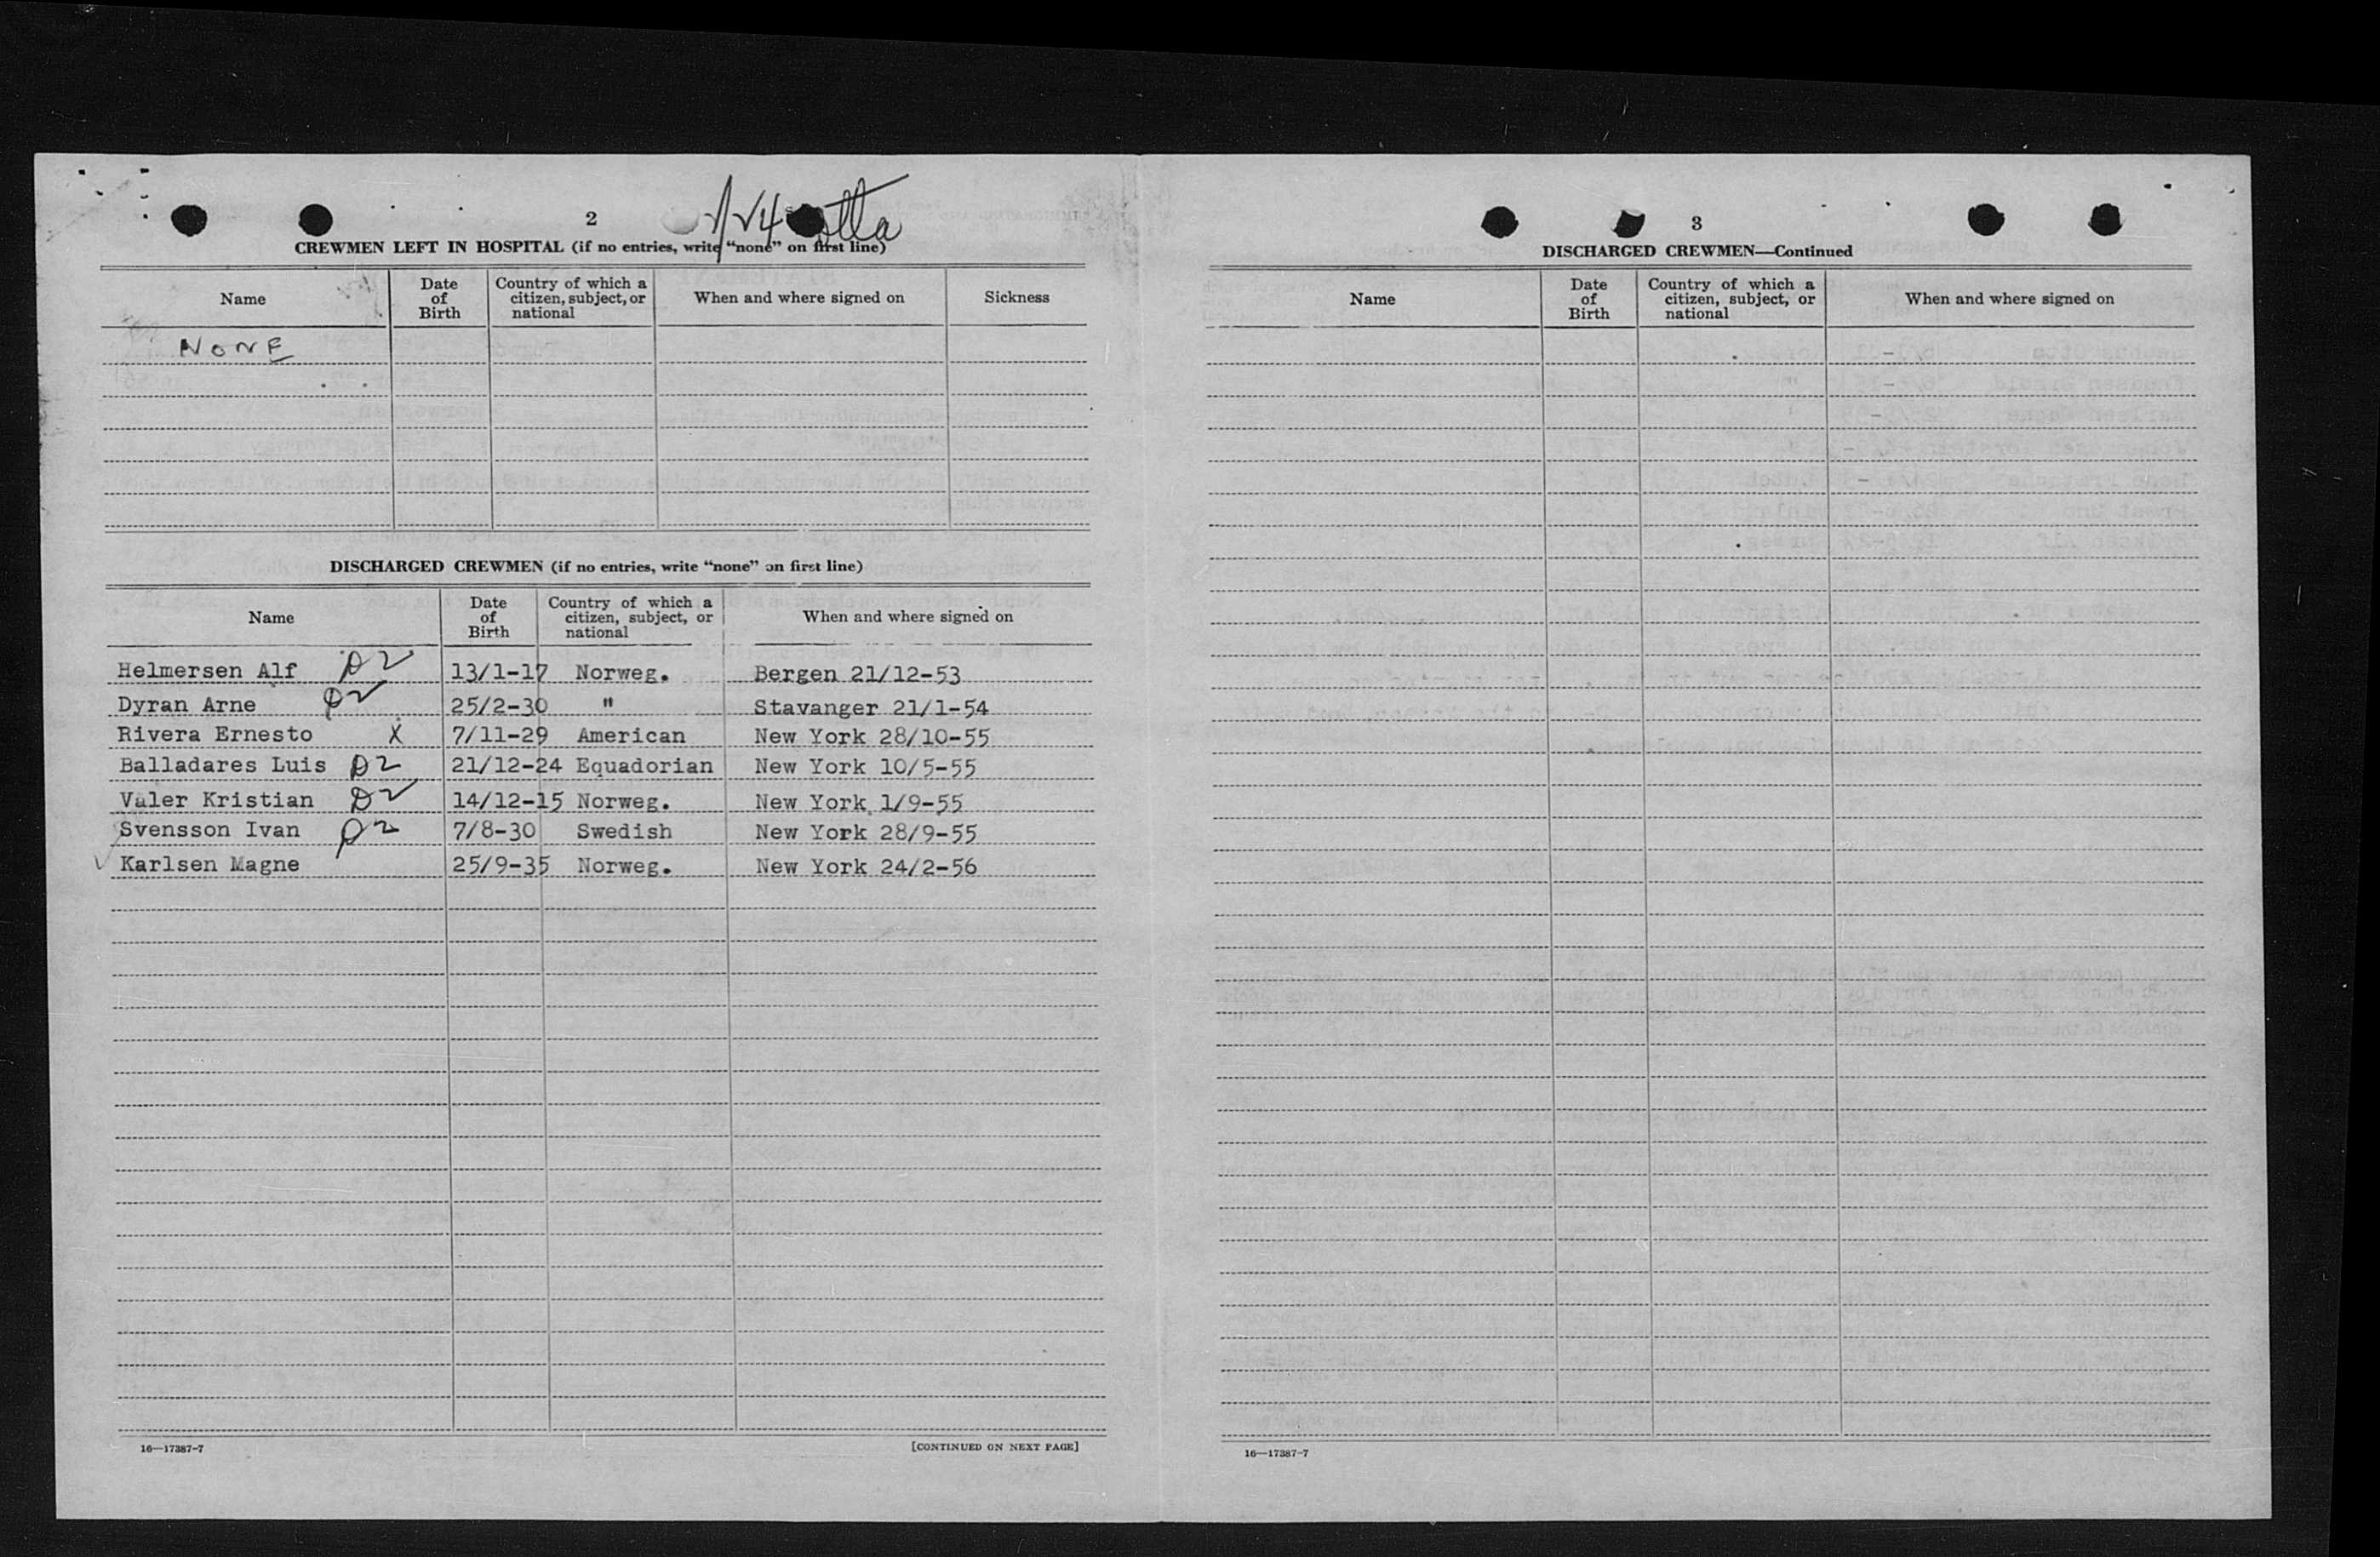 2
CREWMEN LEFT IN HOSPITAL (if no entries, write “none” on first line)
Name Date of Birth Country of which a citizen, subject, or national When and where signed on Sickness
NONE
DISCHARGED CREWMEN (if no entries, write “none” on first line)
Name Date of Birth Country of which a citizen, subject, or national When and where signed on
Helmersen Alf D2 13/1-17 Norweg. Bergen 21/12-53
Dyran Arne D2 25/2-30 " Stavanger 21/1-54
Rivera Ernesto X 7/11-29 American New York 28/10-55
Balladares Luis D2 21/12-24 Equadorian New York 10/5-55
Valer Kristian D2 14/12-15 Norweg. New York 1/9-55
Svensson Ivan D2 7/8-30 Swedish New York 28/9-55
Karlsen Magne 25/9-35 Norweg. New York 24/2-56
16—17387-7 [CONTINUED ON NEXT PAGE]
3
DISCHARGED CREWMEN—Continued
Name Date of Birth Country of which a citizen, subject, or national When and where signed on
16—17387-7